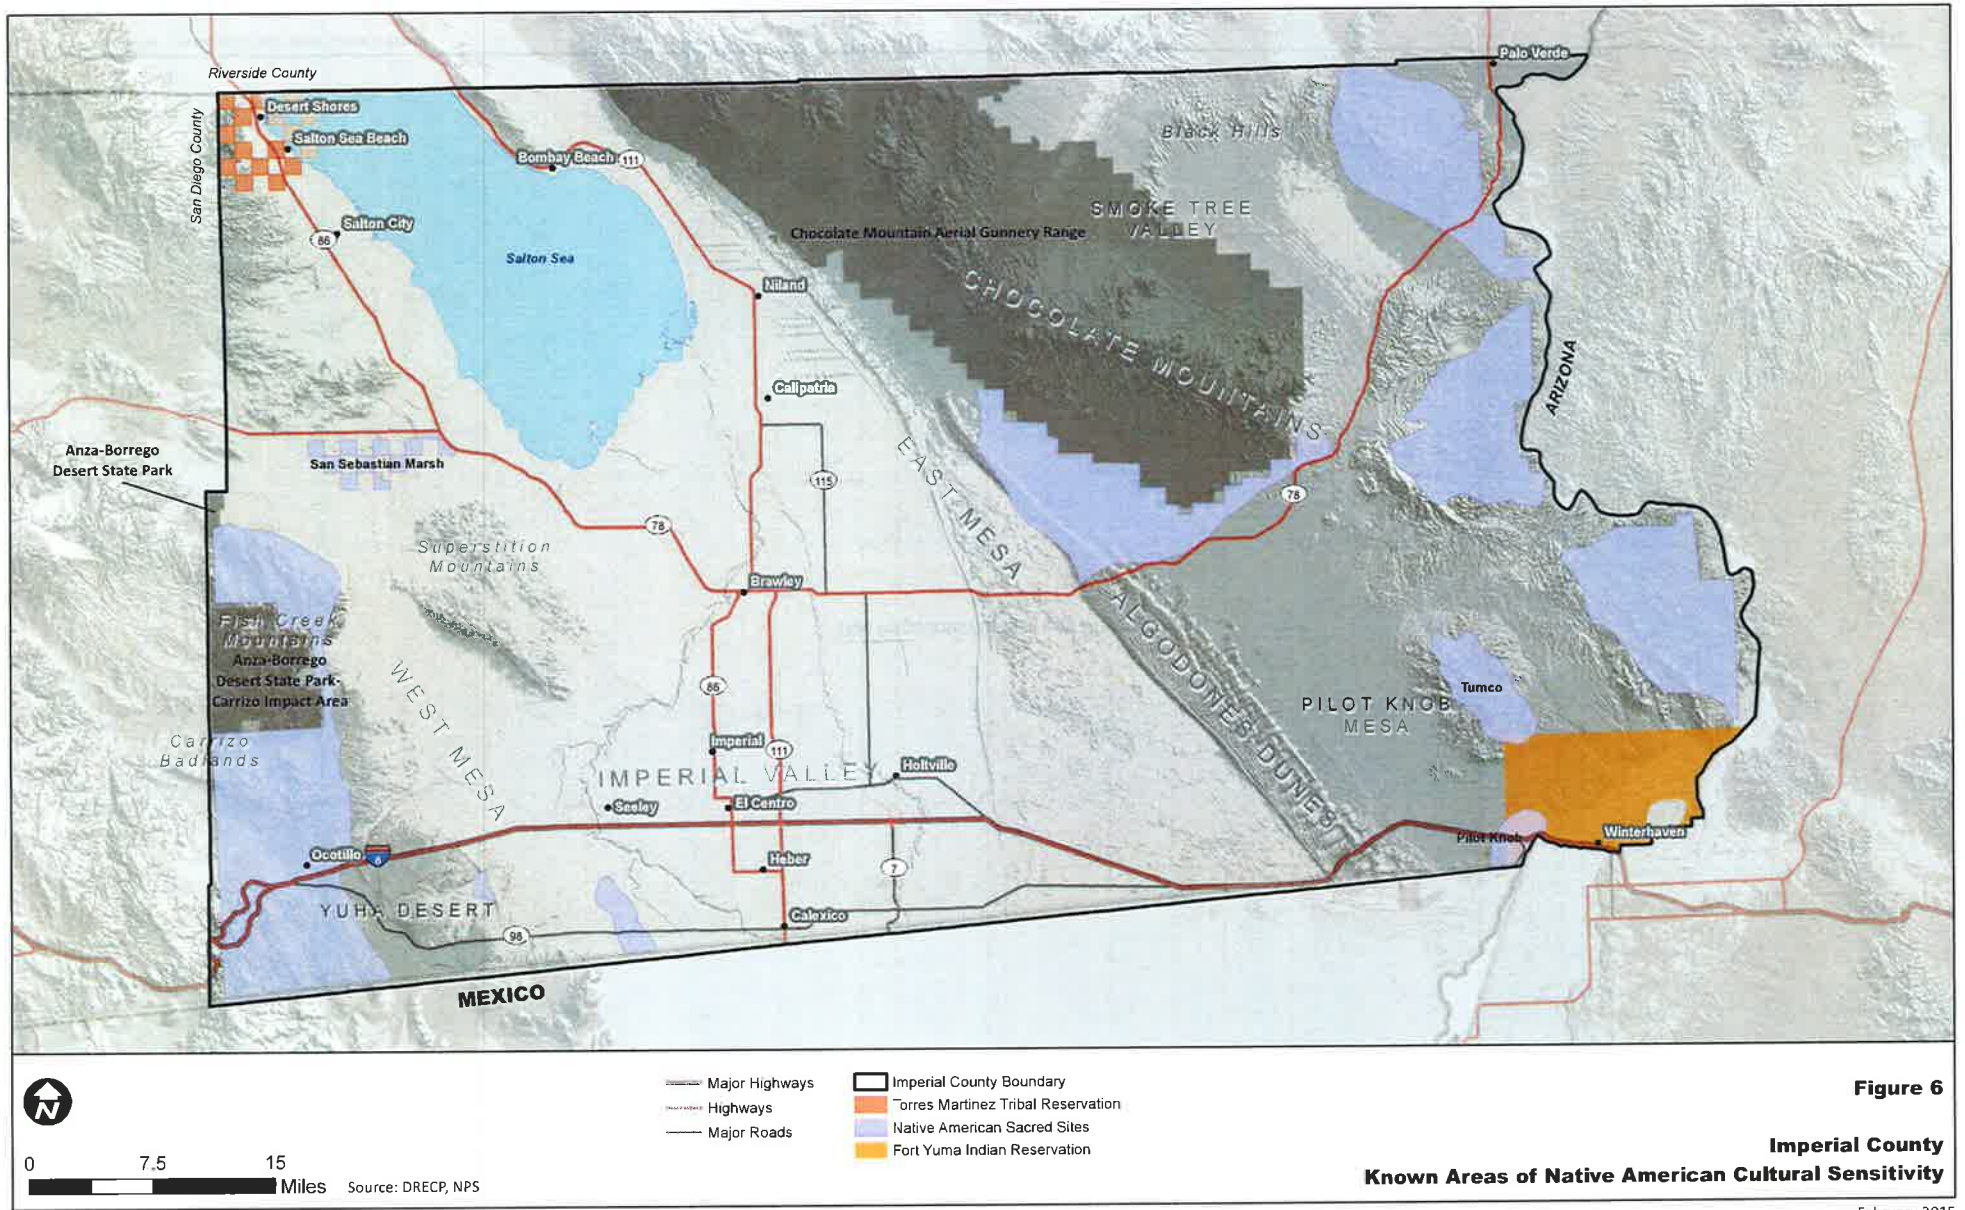 Riverside County
San Diego County
Palo Verde
Desert Shores
Salton Sea Beach
Bombay Beach
111
Black Hills
Salton City
86
Salton Sea
SMOKE TREE
VALLEY
Chocolate Mountain Aerial Gunnery Range
Niland
CHOCOLATE MOUNTAINS
Calipatria
ARIZONA
Anza-Borrego
Desert State Park
San Sebastian Marsh
115
EAST MESA
78
78
Superstition
Mountains
Brawley
Fish Creek
Mountains
Anza-Borrego
Desert State Park-
Carrizo Impact Area
WEST MESA
86
ALGODONES DUNES
Tumco
PILOT KNOB
MESA
Carrizo
Badlands
Imperial
111
IMPERIAL VALLEY
Holtville
Seeley
El Centro
Pilot Knob
Winterhaven
Ocotillo
8
Heber
7
YUHA DESERT
98
Calexico
MEXICO
N
0 7.5 15
Miles
Source: DRECP, NPS
Major Highways
Highways
Major Roads
Imperial County Boundary
Torres Martinez Tribal Reservation
Native American Sacred Sites
Fort Yuma Indian Reservation
Figure 6
Imperial County
Known Areas of Native American Cultural Sensitivity